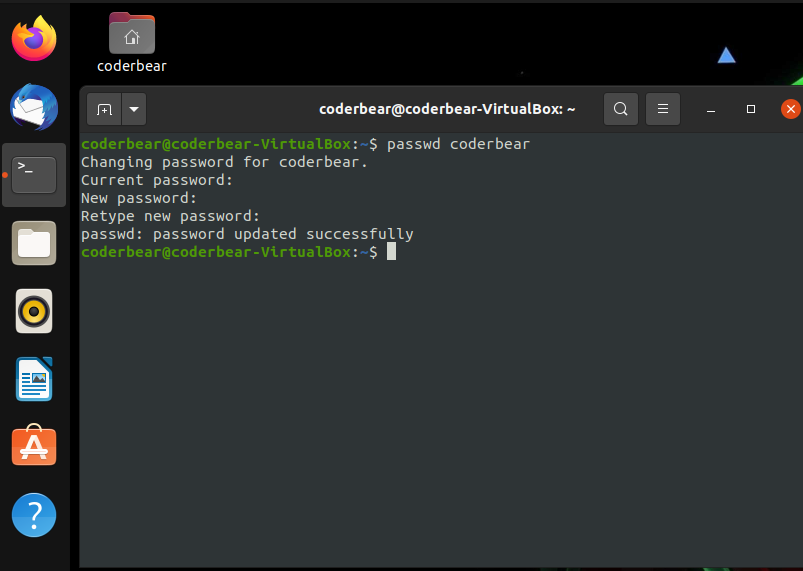 coderbear
coderbear@coderbear-VirtualBox: ~
coderbear@coderbear-VirtualBox:~$ passwd coderbear
Changing password for coderbear.
Current password:
New password:
Retype new password:
passwd: password updated successfully
coderbear@coderbear-VirtualBox:~$